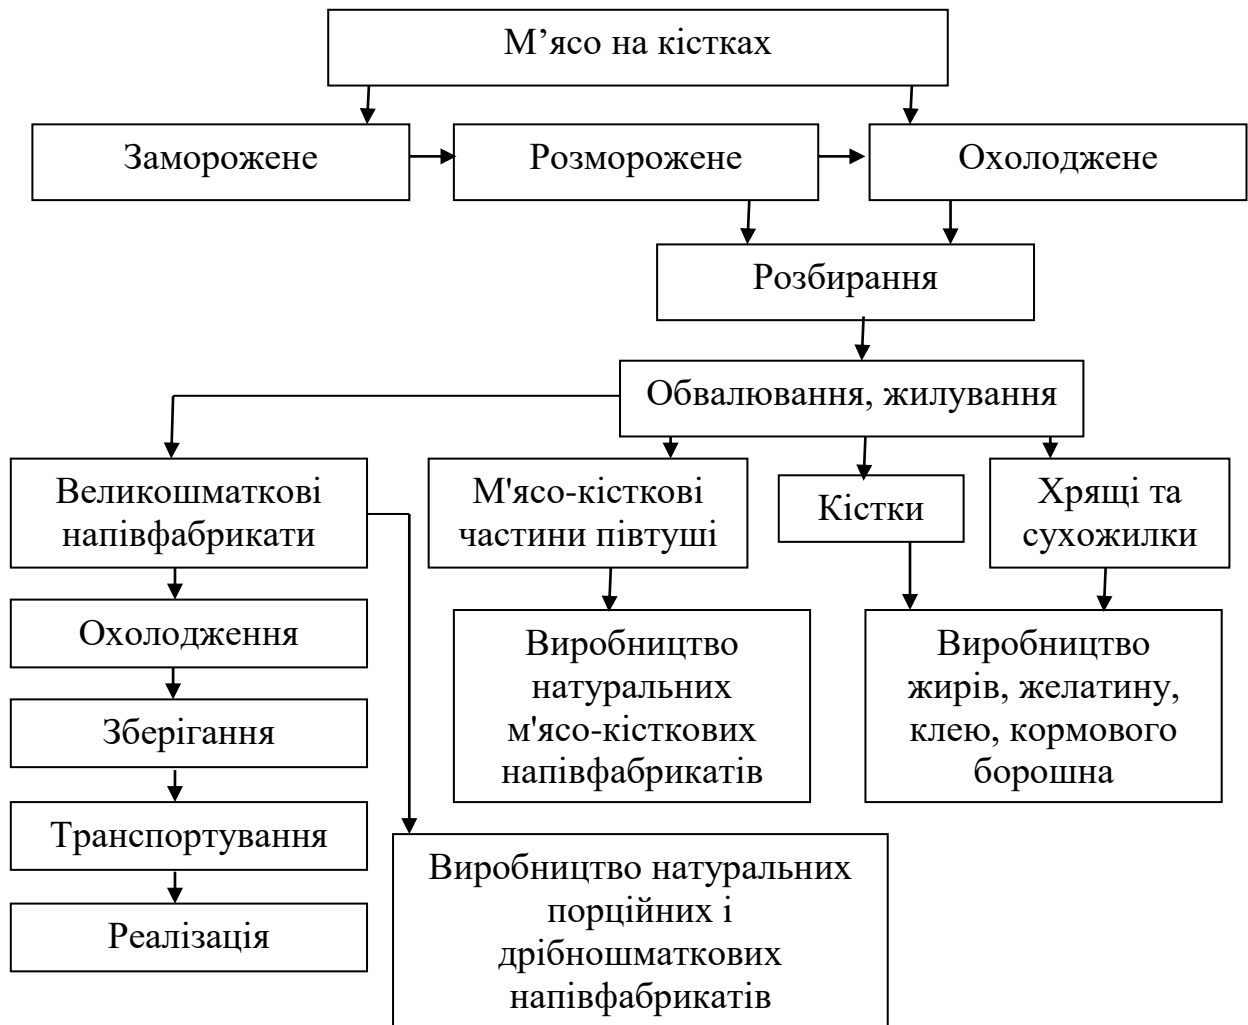 М’ясо на кістках
Заморожене
Розморожене
Охолоджене
Розбирання
Обвалювання, жилування
Великошматкові
напівфабрикати
М'ясо-кісткові
частини півтуші
Кістки
Хрящі та
сухожилки
Охолодження
Зберігання
Транспортування
Реалізація
Виробництво
натуральних
м'ясо-кісткових
напівфабрикатів
Виробництво
жирів, желатину,
клею, кормового
борошна
Виробництво натуральних
порційних і
дрібношматкових
напівфабрикатів